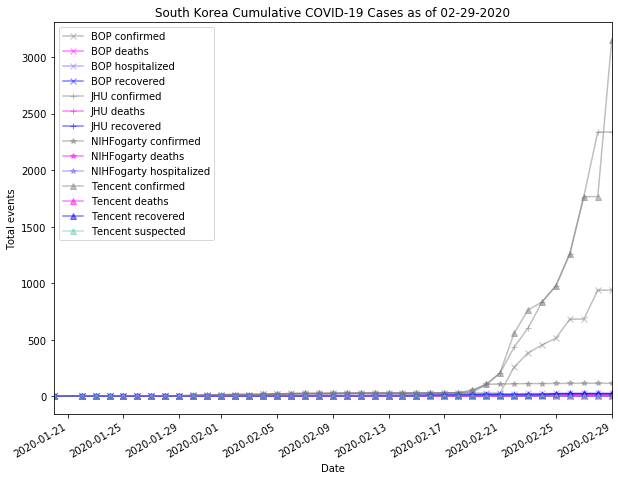 South Korea Cumulative COVID-19 Cases as of 02-29-2020
BOP confirmed
BOP deaths
BOP hospitalized
BOP recovered
JHU confirmed
JHU deaths
JHU recovered
NIHFogarty confirmed
NIHFogarty deaths
NIHFogarty hospitalized
Tencent confirmed
Tencent deaths
Tencent recovered
Tencent suspected
Total events
3000
2500
2000
1500
1000
500
0
2020-01-21
2020-01-25
2020-01-29
2020-02-01
2020-02-05
2020-02-09
2020-02-13
2020-02-17
2020-02-21
2020-02-25
2020-02-29
Date